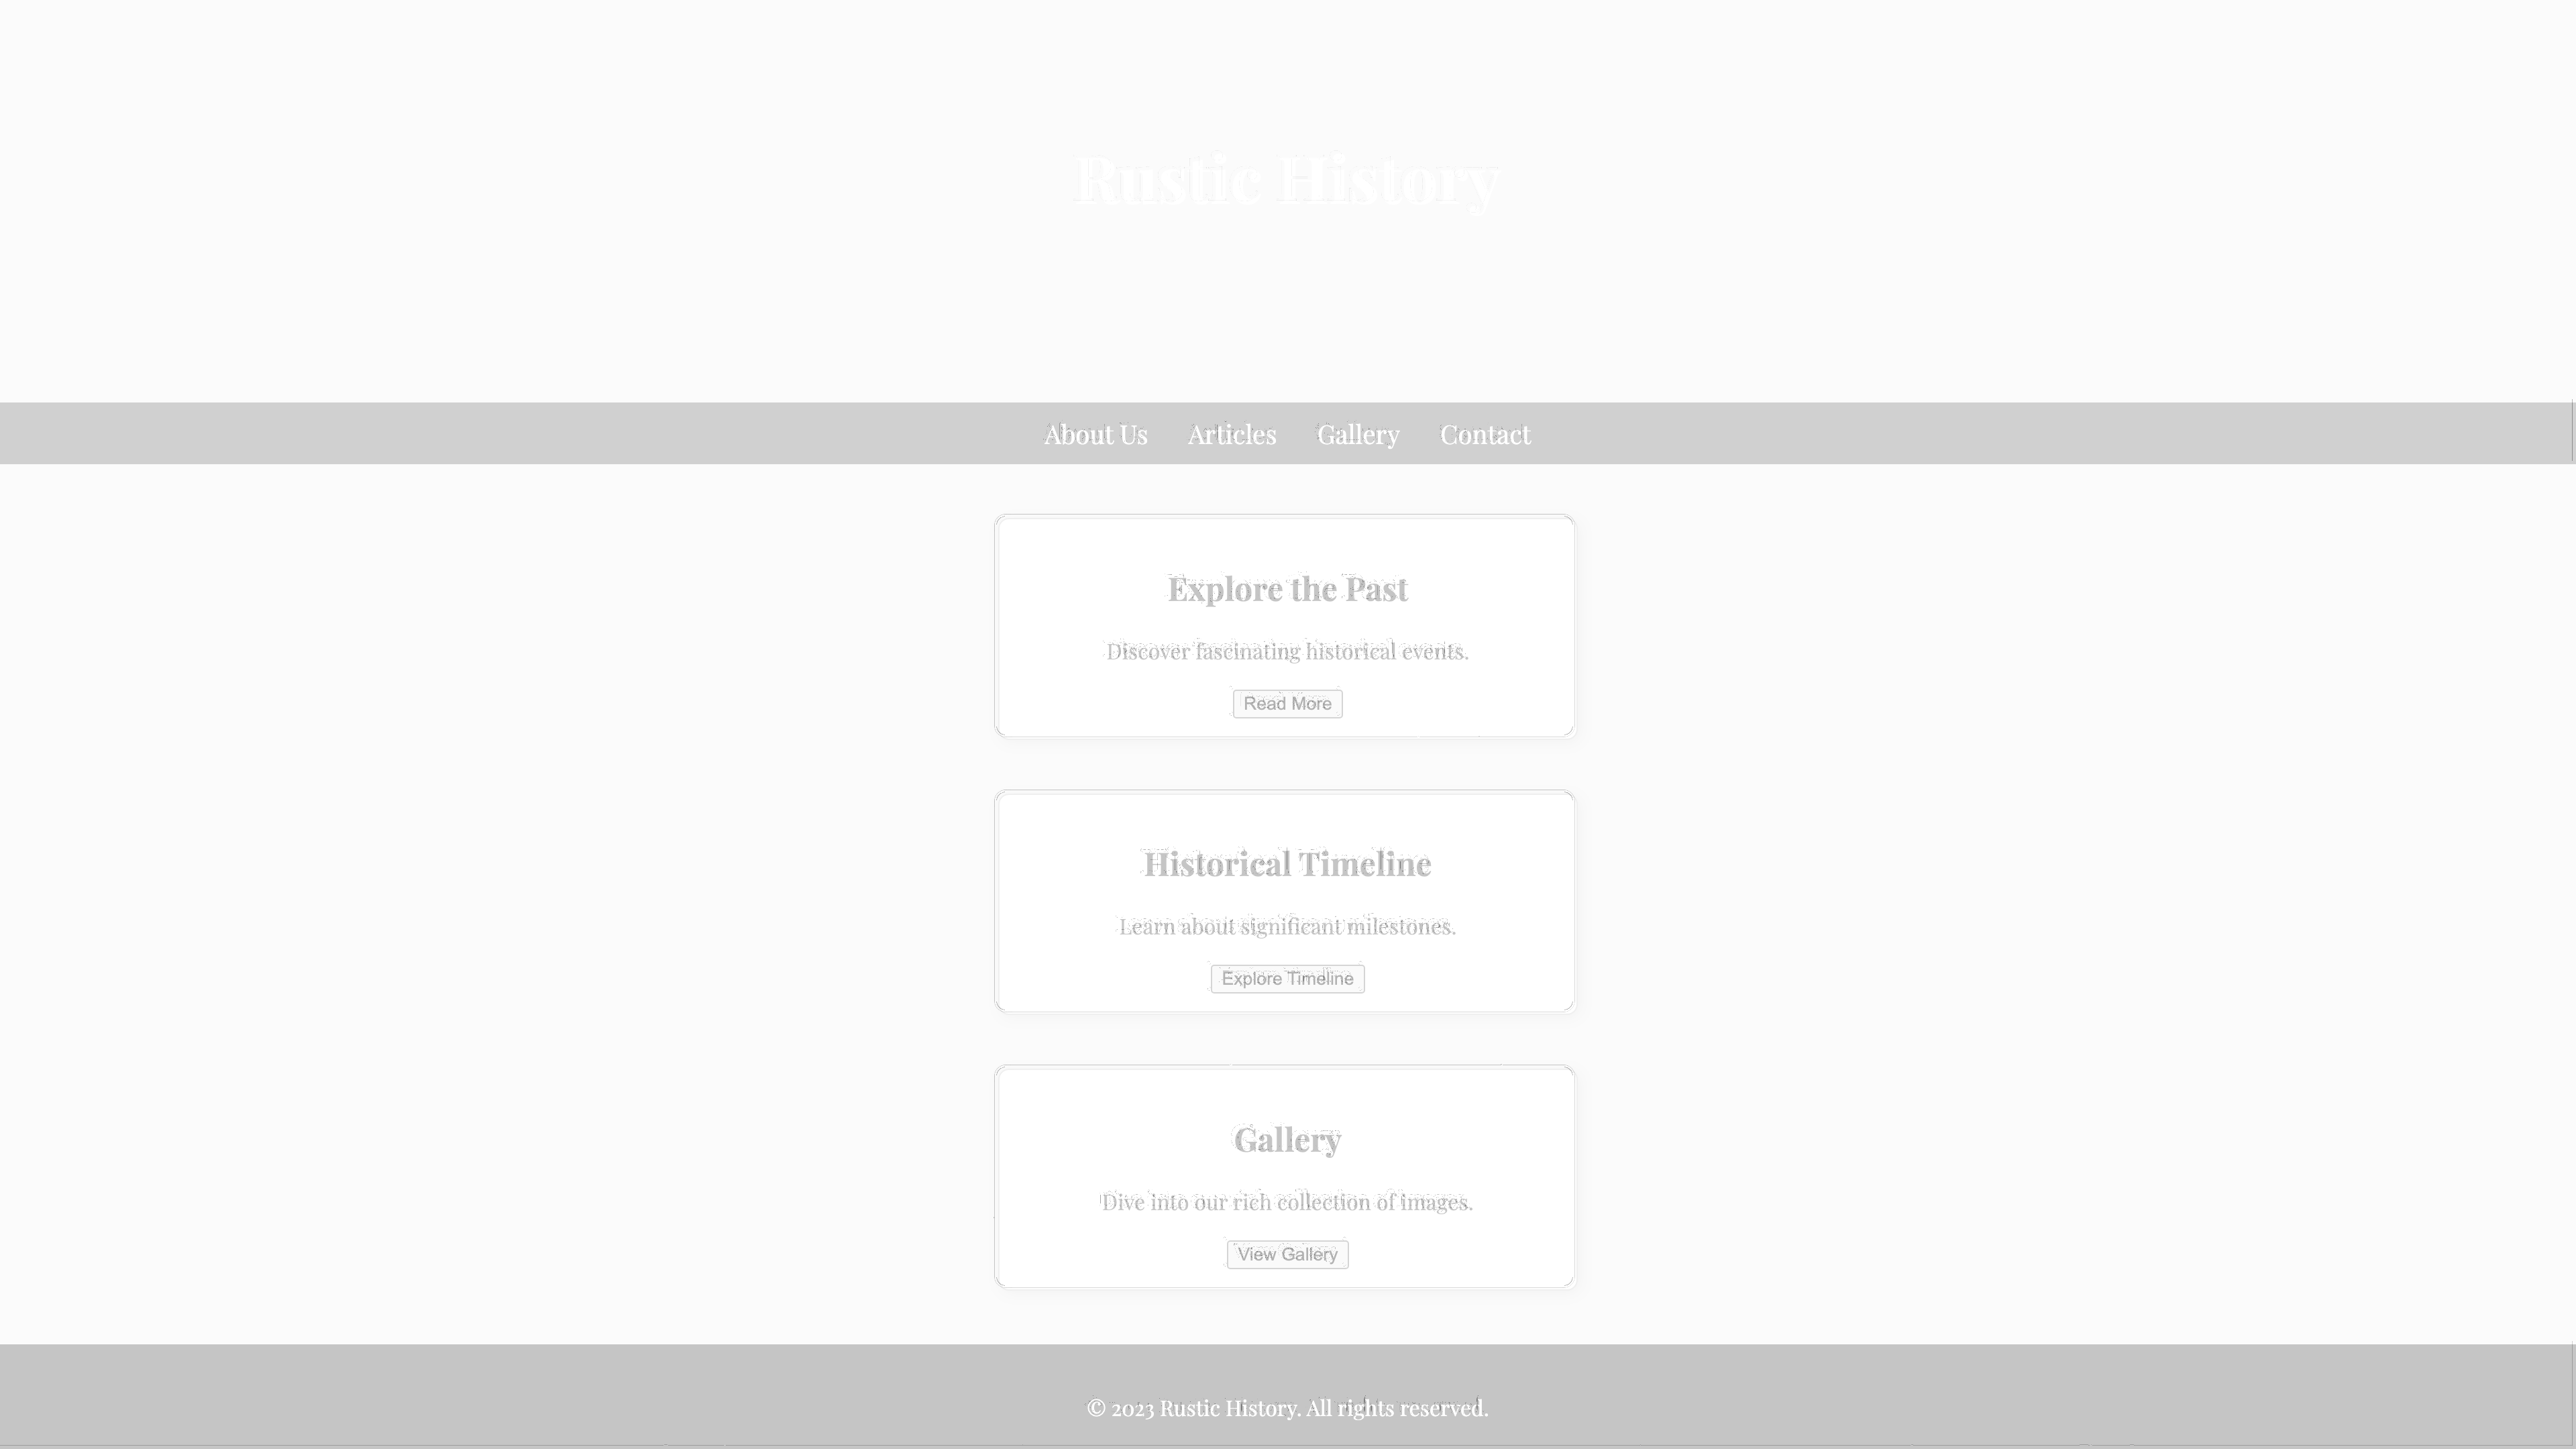 Rustic History
About Us Articles Gallery Contact
Explore the Past
Discover fascinating historical events.
Read More
Historical Timeline
Learn about significant milestones.
Explore Timeline
Gallery
Dive into our rich collection of images.
View Gallery
© 2023 Rustic History. All rights reserved.